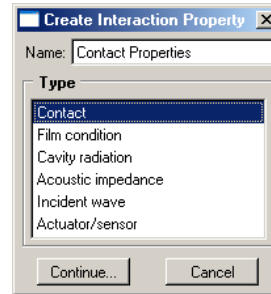 Create Interaction Property
Name: Contact Properties
Type
Contact
Film condition
Cavity radiation
Acoustic impedance
Incident wave
Actuator/sensor
Continue... Cancel